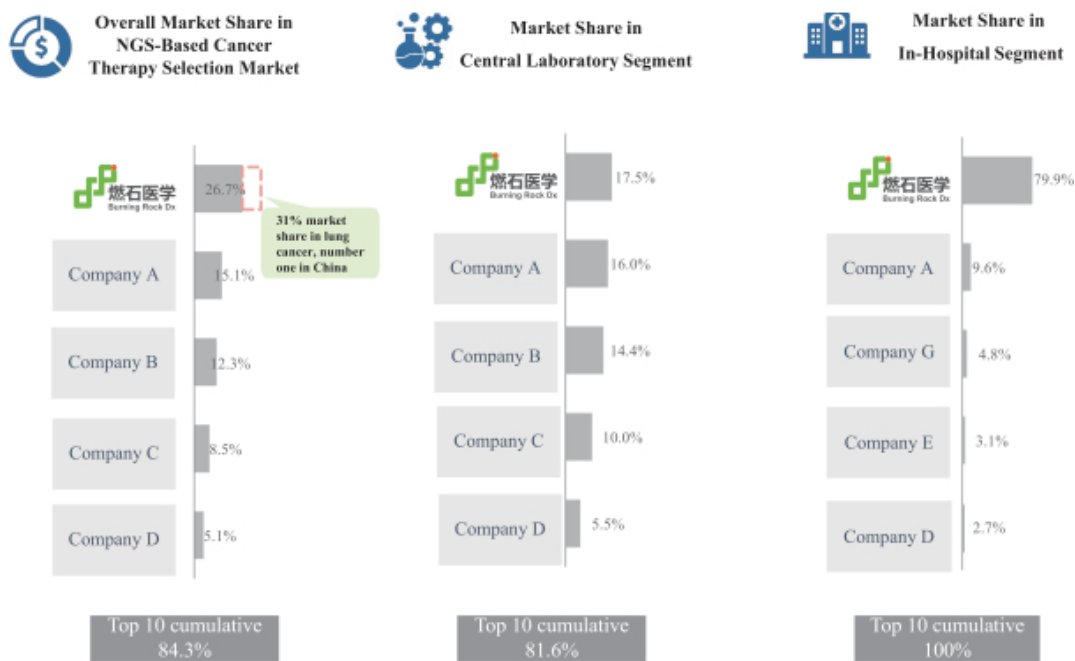 Overall Market Share in
NGS-Based Cancer
Therapy Selection Market
燃石医学
Burning Rock Dx
26.7%
31% market
share in lung
cancer, number
one in China
Company A
15.1%
Company B
12.3%
Company C
8.5%
Company D
5.1%
Top 10 cumulative
84.3%
Market Share in
Central Laboratory Segment
燃石医学
Burning Rock Dx
17.5%
Company A
16.0%
Company B
14.4%
Company C
10.0%
Company D
5.5%
Top 10 cumulative
81.6%
Market Share in
In-Hospital Segment
燃石医学
Burning Rock Dx
79.9%
Company A
9.6%
Company G
4.8%
Company E
3.1%
Company D
2.7%
Top 10 cumulative
100%